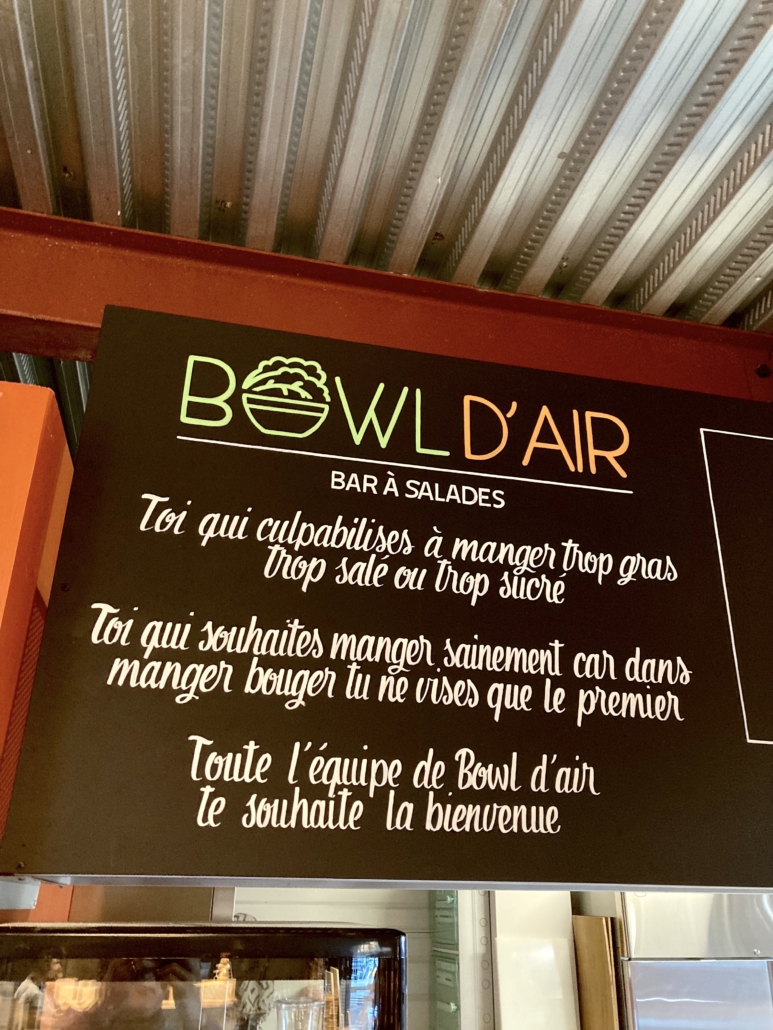 BOWL D'AIR
BAR À SALADES
Toi qui culpabilises à manger trop gras
trop salé ou trop sucré
Toi qui souhaites manger sainement car dans
manger bouger tu ne vises que le premier
Toute l'équipe de Bowl d'air
te souhaite la bienvenue